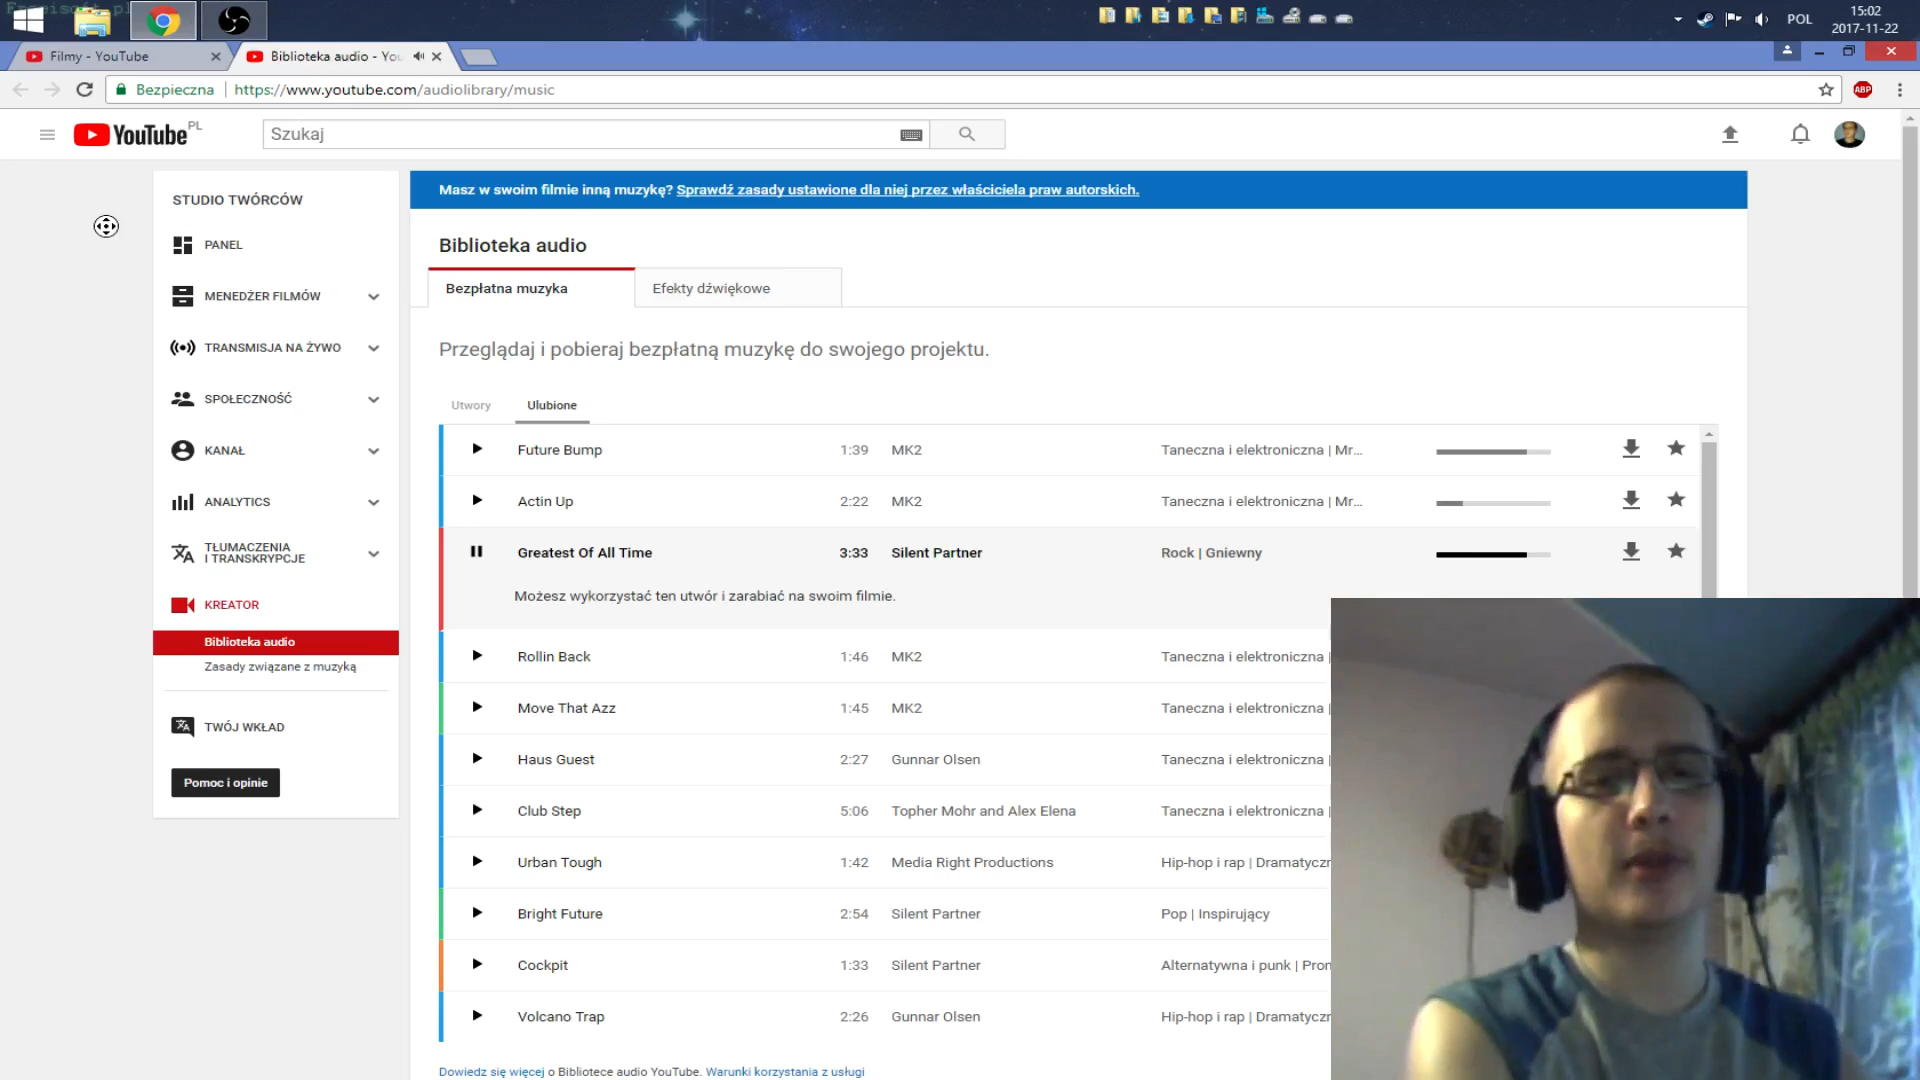 POL
15:02
2017-11-22
Filmy - YouTube
Biblioteka audio - You
Bezpieczna
https://www.youtube.com/audiolibrary/music
ABP
YouTube PL
Szukaj
STUDIO TWÓRCÓW
PANEL
MENEDŻER FILMÓW
TRANSMISJA NA ŻYWO
SPOŁECZNOŚĆ
KANAŁ
ANALYTICS
TŁUMACZENIA
I TRANSKRYPCJE
KREATOR
Biblioteka audio
Zasady związane z muzyką
TWÓJ WKŁAD
Pomoc i opinie
Masz w swoim filmie inną muzykę? Sprawdź zasady ustawione dla niej przez właściciela praw autorskich.
Biblioteka audio
Bezpłatna muzyka
Efekty dźwiękowe
Przeglądaj i pobieraj bezpłatną muzykę do swojego projektu.
Utwory
Ulubione
Future Bump 1:39 MK2 Taneczna i elektroniczna | Mr...
Actin Up 2:22 MK2 Taneczna i elektroniczna | Mr...
Greatest Of All Time 3:33 Silent Partner Rock | Gniewny
Możesz wykorzystać ten utwór i zarabiać na swoim filmie.
Rollin Back 1:46 MK2 Taneczna i elektroniczna |
Move That Azz 1:45 MK2 Taneczna i elektroniczna |
Haus Guest 2:27 Gunnar Olsen Taneczna i elektroniczna |
Club Step 5:06 Topher Mohr and Alex Elena Taneczna i elektroniczna |
Urban Tough 1:42 Media Right Productions Hip-hop i rap | Dramatyczn
Bright Future 2:54 Silent Partner Pop | Inspirujący
Cockpit 1:33 Silent Partner Alternatywna i punk | Pron
Volcano Trap 2:26 Gunnar Olsen Hip-hop i rap | Dramatyczn
Dowiedz się więcej o Bibliotece audio YouTube. Warunki korzystania z usługi